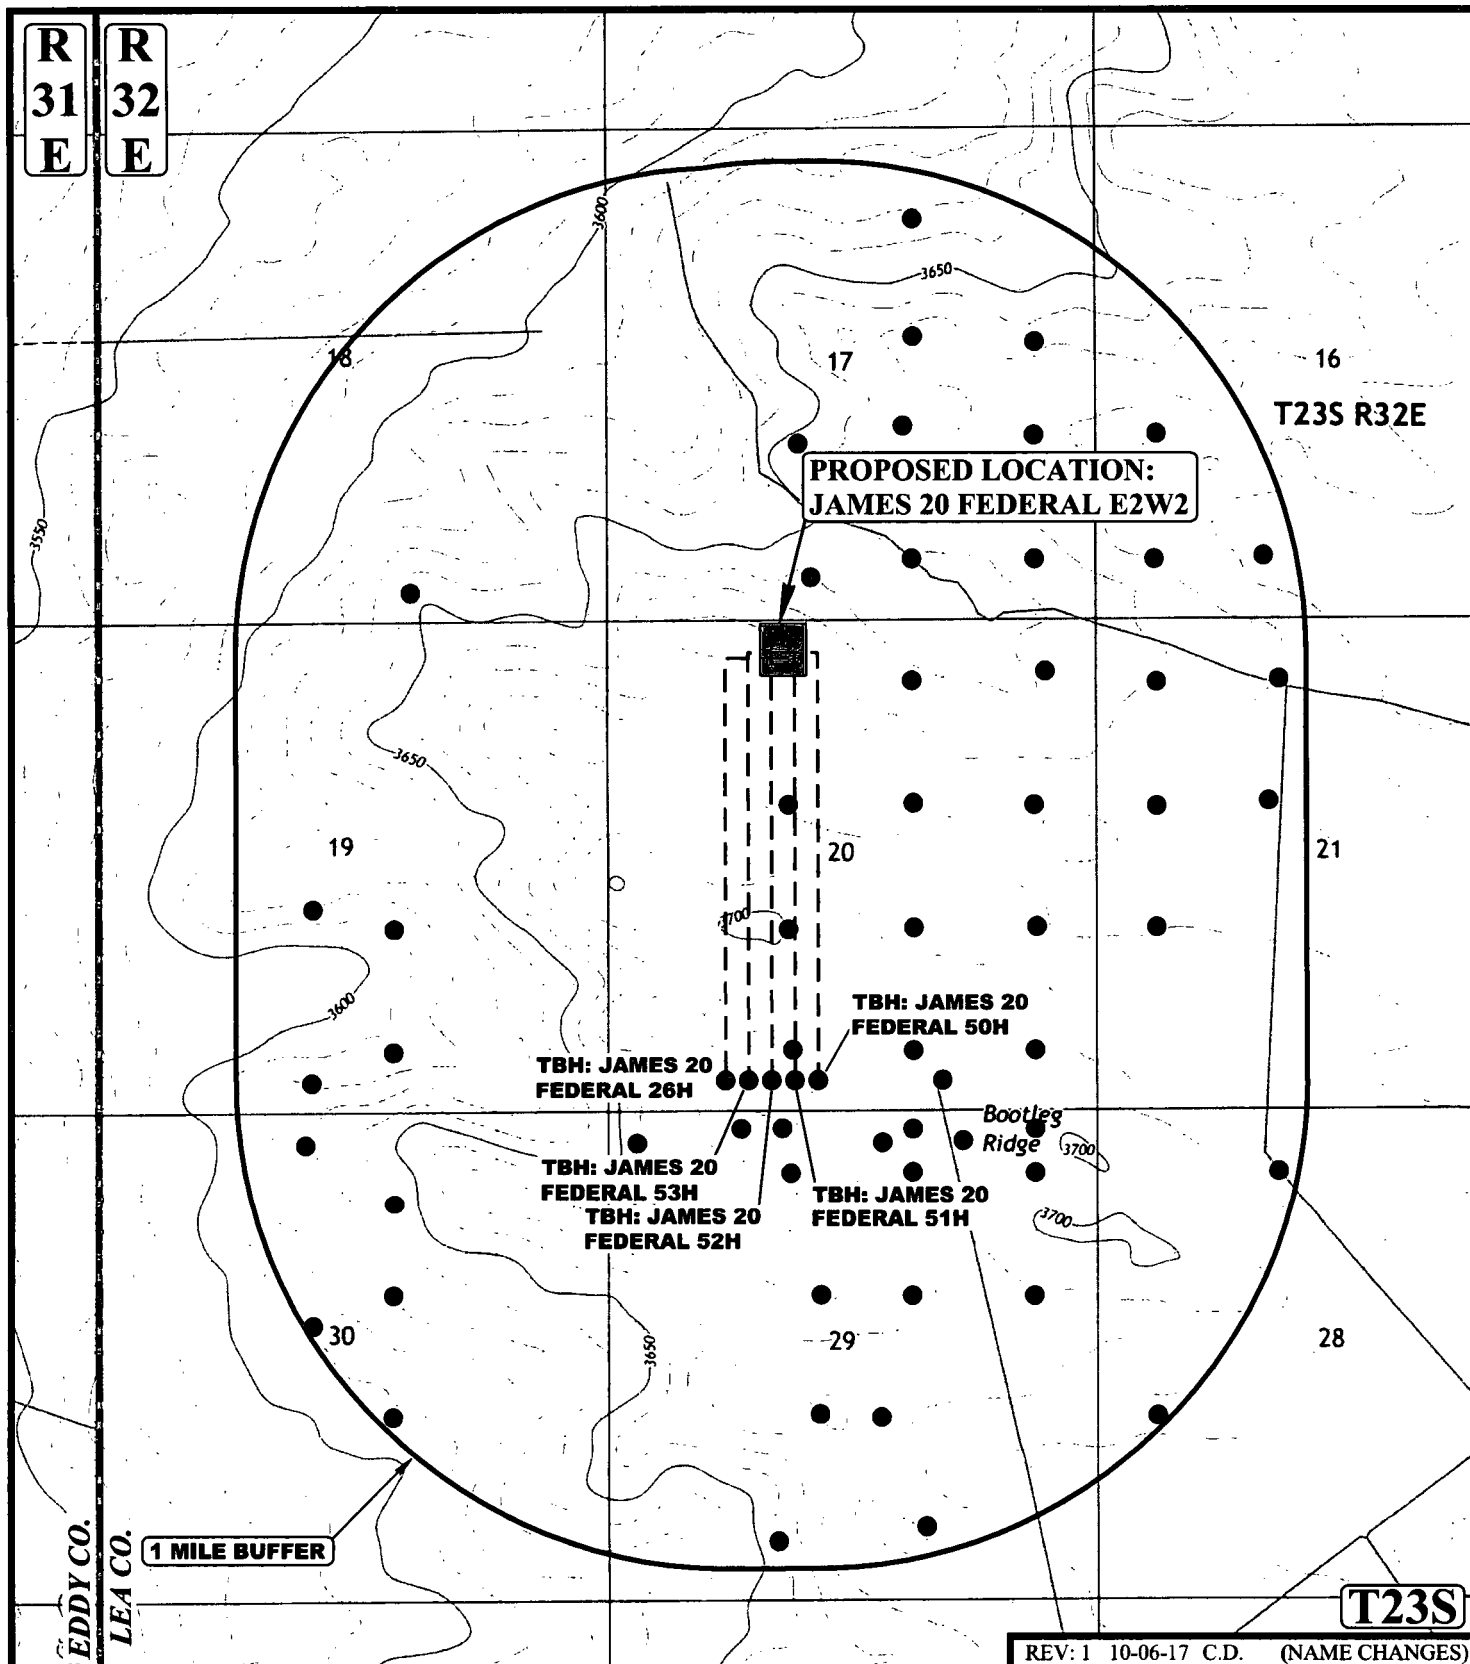 R
31
E
R
32
E
3600
3650
18
17
16
T23S R32E
PROPOSED LOCATION:
JAMES 20 FEDERAL E2W2
3550
3650
19
20
21
3700
3600
TBH: JAMES 20
FEDERAL 50H
TBH: JAMES 20
FEDERAL 26H
Bootleg
Ridge
3700
TBH: JAMES 20
FEDERAL 53H
TBH: JAMES 20
FEDERAL 51H
TBH: JAMES 20
FEDERAL 52H
3700
30
3650
29
28
1 MILE BUFFER
EDDY CO.
LEA CO.
T23S
REV: 1 10-06-17 C.D. (NAME CHANGES)